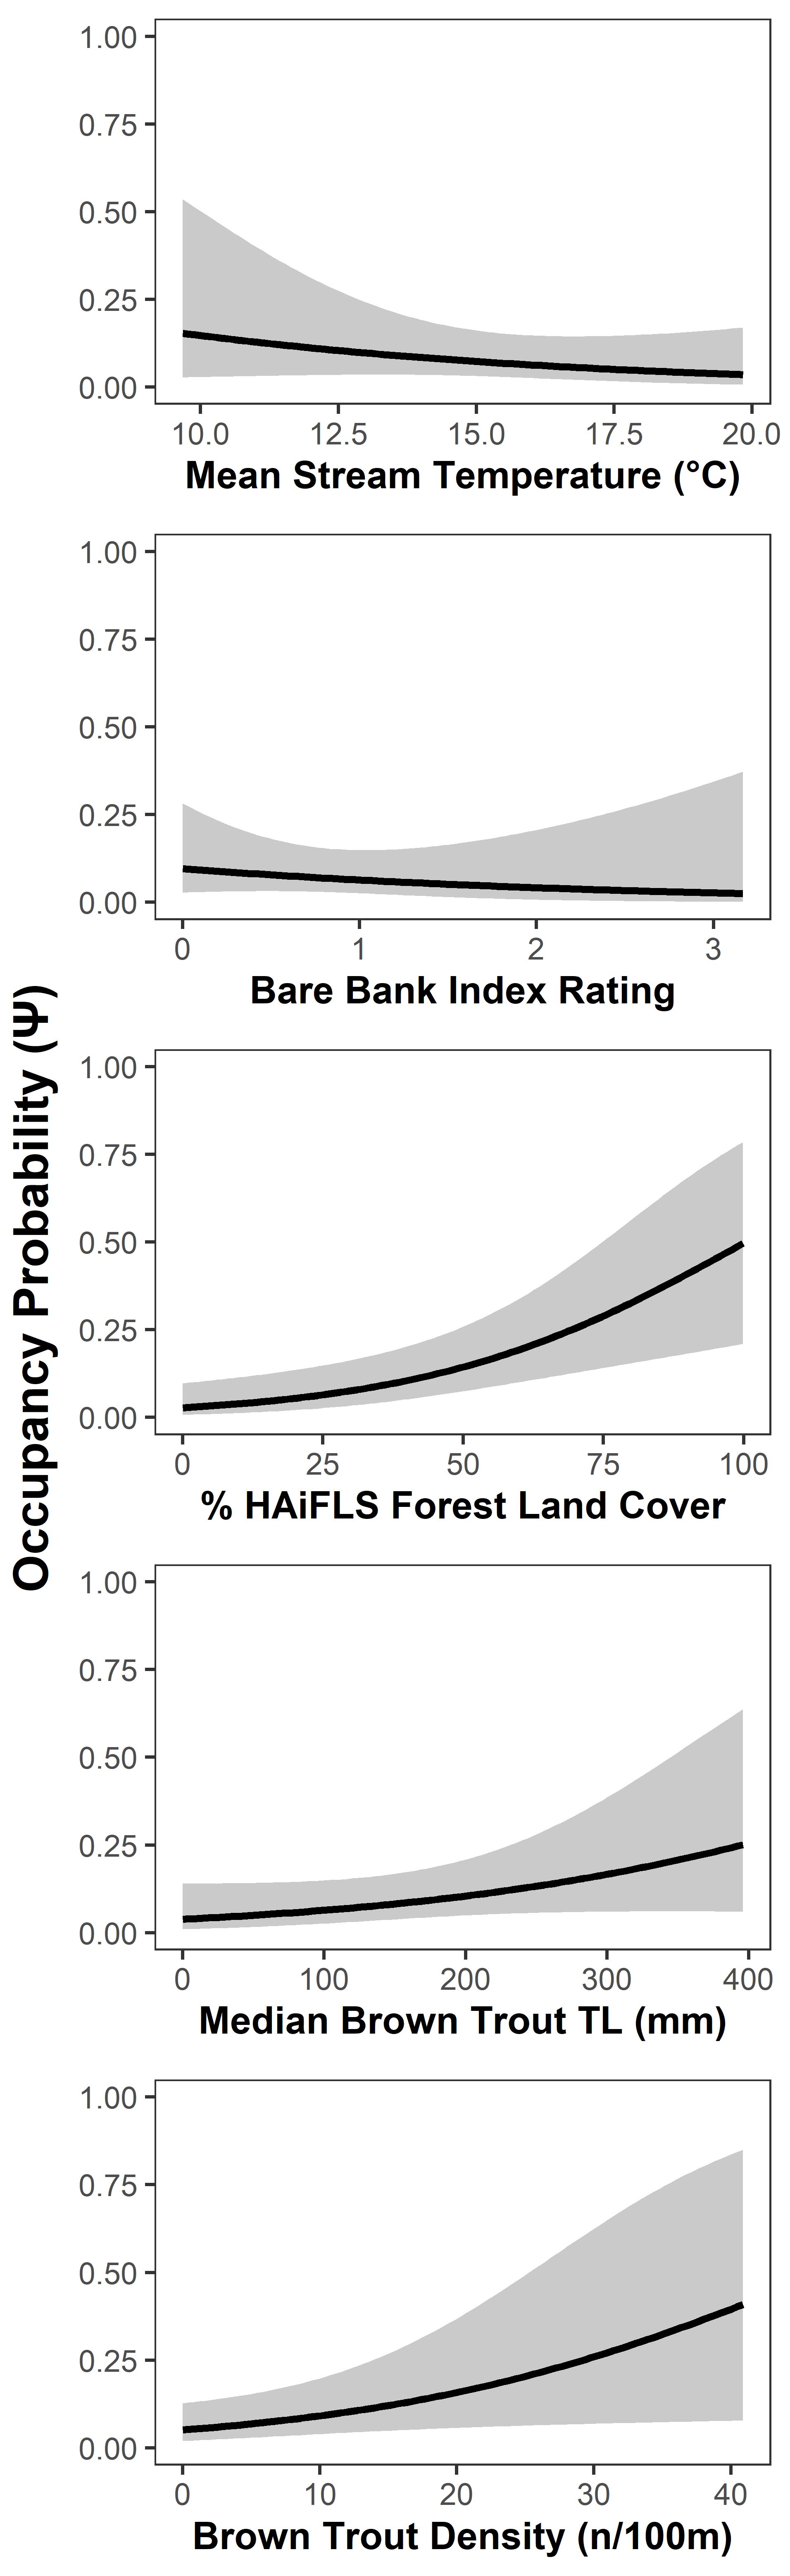 Occupancy Probability (Ψ)
1.00
0.75
0.50
0.25
0.00
10.0 12.5 15.0 17.5 20.0
Mean Stream Temperature (°C)
1.00
0.75
0.50
0.25
0.00
0 1 2 3
Bare Bank Index Rating
1.00
0.75
0.50
0.25
0.00
0 25 50 75 100
% HAiFLS Forest Land Cover
1.00
0.75
0.50
0.25
0.00
0 100 200 300 400
Median Brown Trout TL (mm)
1.00
0.75
0.50
0.25
0.00
0 10 20 30 40
Brown Trout Density (n/100m)